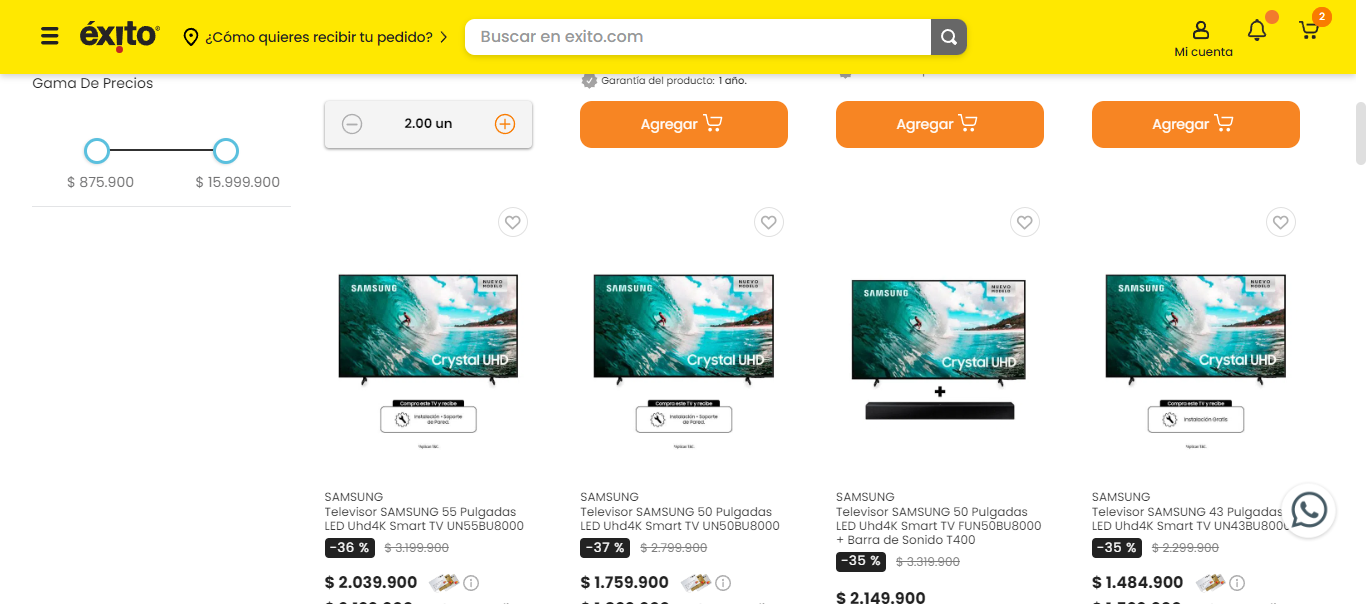 éxito
¿Cómo quieres recibir tu pedido?
Buscar en exito.com
Mi cuenta
2
Gama De Precios
$ 875.900
$ 15.999.900
2.00 un
Garantía del producto: 1 año.
Agregar
Agregar
Agregar
SAMSUNG
NUEVO MODELO
Crystal UHD
Compra este TV y recibe
Instalación + Soporte
de Pared.
SAMSUNG
NUEVO MODELO
Crystal UHD
Compra este TV y recibe
Instalación + Soporte
de Pared.
SAMSUNG
NUEVO MODELO
Crystal UHD
+
SAMSUNG
NUEVO MODELO
Crystal UHD
Compra este TV y recibe
Instalación Gratis
SAMSUNG
Televisor SAMSUNG 55 Pulgadas
LED Uhd4K Smart TV UN55BU8000
-36 % $ 3.199.900
$ 2.039.900
SAMSUNG
Televisor SAMSUNG 50 Pulgadas
LED Uhd4K Smart TV UN50BU8000
-37 % $ 2.799.900
$ 1.759.900
SAMSUNG
Televisor SAMSUNG 50 Pulgadas
LED Uhd4K Smart TV FUN50BU8000
+ Barra de Sonido T400
-35 % $ 3.319.900
$ 2.149.900
SAMSUNG
Televisor SAMSUNG 43 Pulgadas
LED Uhd4K Smart TV UN43BU8000
-35 % $ 2.299.900
$ 1.484.900